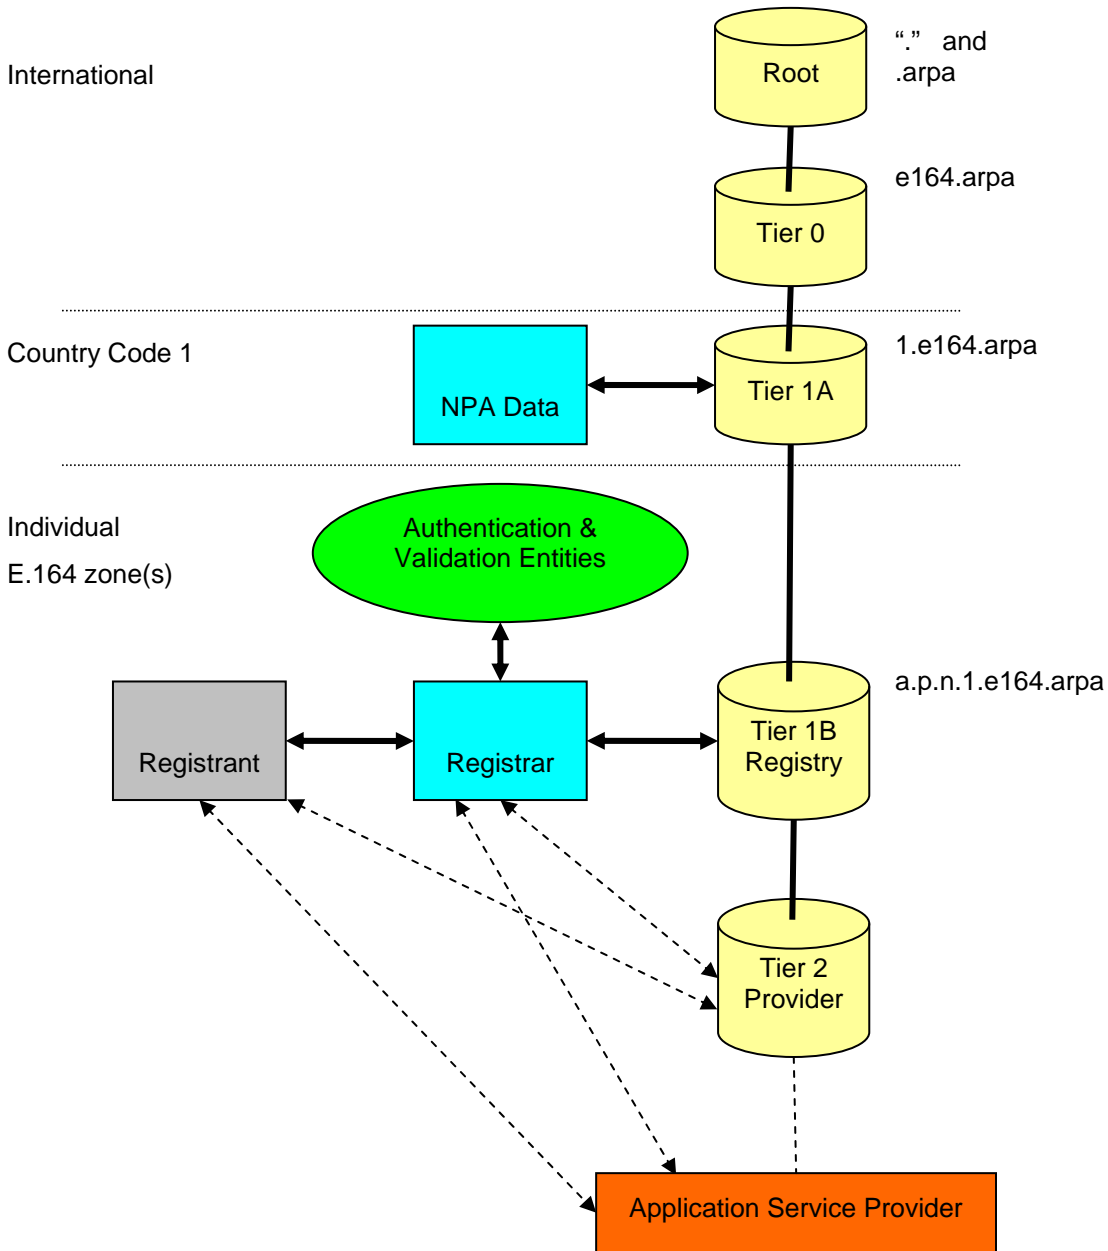 International
Root
“.” and
.arpa
Tier 0
e164.arpa
Country Code 1
NPA Data
Tier 1A
1.e164.arpa
Individual
E.164 zone(s)
Authentication &
Validation Entities
Registrant
Registrar
Tier 1B
Registry
a.p.n.1.e164.arpa
Tier 2
Provider
Application Service Provider